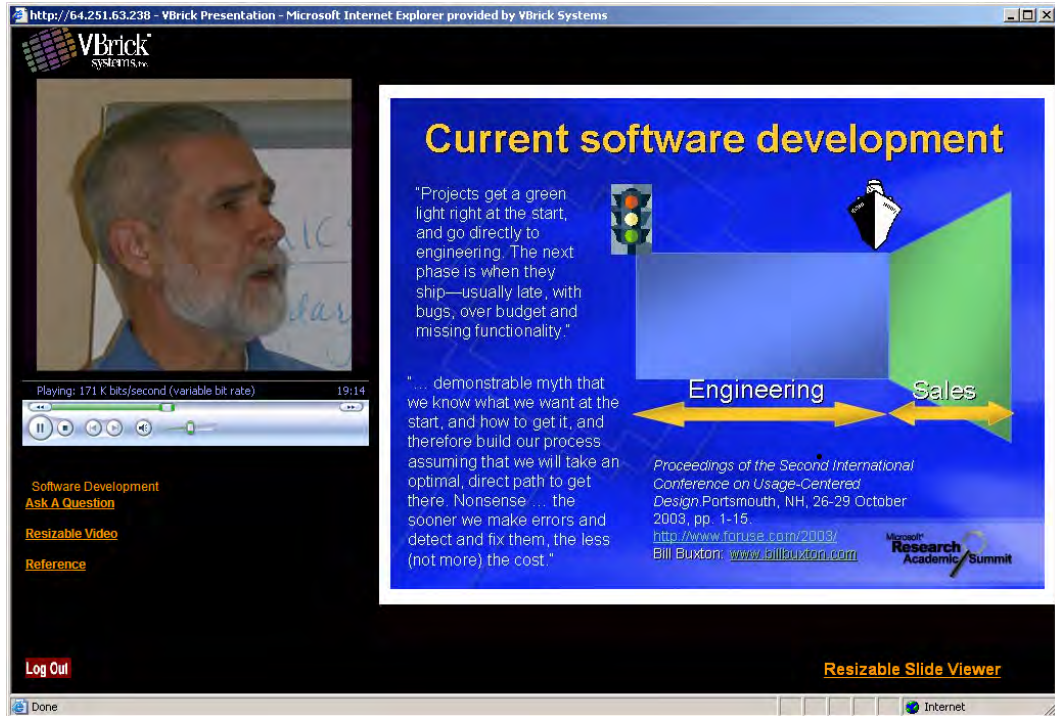 http://64.251.63.238 - VBrick Presentation - Microsoft Internet Explorer provided by VBrick Systems
VBrick
systems, inc.
Playing: 171 K bits/second (variable bit rate)
19:14
Software Development
Ask A Question
Resizable Video
Reference
Log Out
Current software development
"Projects get a green
light right at the start,
and go directly to
engineering. The next
phase is when they
ship—usually late, with
bugs, over budget and
missing functionality."
"... demonstrable myth that
we know what we want at the
start, and how to get it, and
therefore build our process
assuming that we will take an
optimal, direct path to get
there. Nonsense ... the
sooner we make errors and
detect and fix them, the less
(not more) the cost."
Engineering
Sales
Proceedings of the Second International
Conference on Usage-Centered
Design.Portsmouth, NH, 26-29 October
2003, pp. 1-15.
http://www.foruse.com/2003/
Bill Buxton: www.billbuxton.com
Microsoft
Research
Academic Summit
Resizable Slide Viewer
Done
Internet